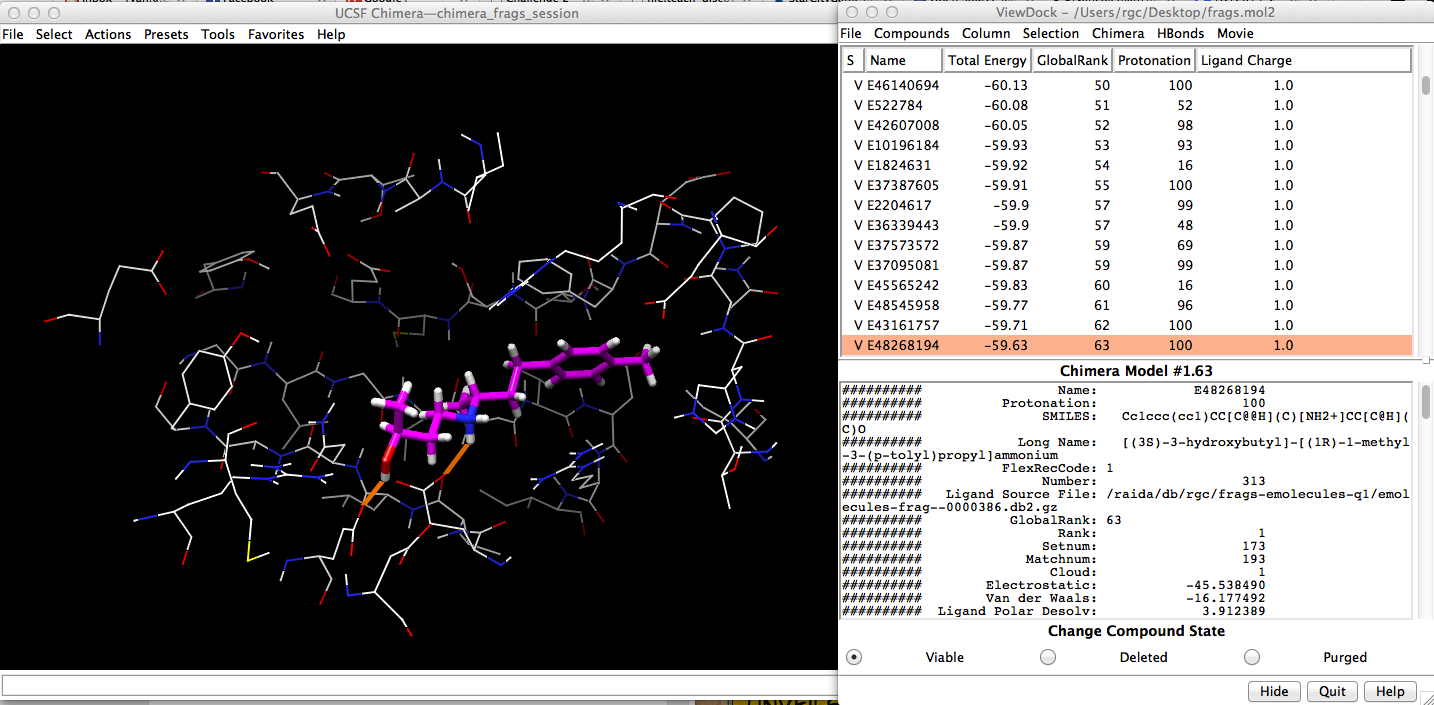 UCSF Chimera—chimera_frags_session
File Select Actions Presets Tools Favorites Help
ViewDock – /Users/rgc/Desktop/frags.mol2
File Compounds Column Selection Chimera HBonds Movie
S Name Total Energy GlobalRank Protonation Ligand Charge
V E46140694 -60.13 50 100 1.0
V E522784 -60.08 51 52 1.0
V E42607008 -60.05 52 98 1.0
V E10196184 -59.93 53 93 1.0
V E1824631 -59.92 54 16 1.0
V E37387605 -59.91 55 100 1.0
V E2204617 -59.9 57 99 1.0
V E36339443 -59.9 57 48 1.0
V E37573572 -59.87 59 69 1.0
V E37095081 -59.87 59 99 1.0
V E45565242 -59.83 60 16 1.0
V E48545958 -59.77 61 96 1.0
V E43161757 -59.71 62 100 1.0
V E48268194 -59.63 63 100 1.0
Chimera Model #1.63
########## Name: E48268194
########## Protonation: 100
########## SMILES: Cc1ccc(cc1)CC[C@@H](C)[NH2+]CC[C@H](
C)O
########## Long Name: [(3S)-3-hydroxybutyl]-[(1R)-1-methyl
-3-(p-tolyl)propyl]ammonium
########## FlexRecCode: 1
########## Number: 313
########## Ligand Source File: /raida/db/rgc/frags-emolecules-q1/emol
ecules-frag--0000386.db2.gz
########## GlobalRank: 63
########## Rank: 1
########## Setnum: 173
########## Matchnum: 193
########## Cloud: 1
########## Electrostatic: -45.538490
########## Van der Waals: -16.177492
########## Ligand Polar Desolv: 3.912389
Change Compound State
Viable Deleted Purged
Hide Quit Help